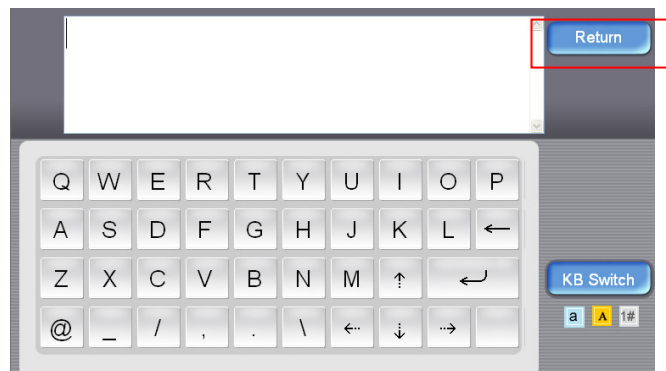 Return
Q W E R T Y U I O P
A S D F G H J K L ←
Z X C V B N M ↑ ↵
KB Switch
@ _ / , . \ ← ↓ →
a A 1#